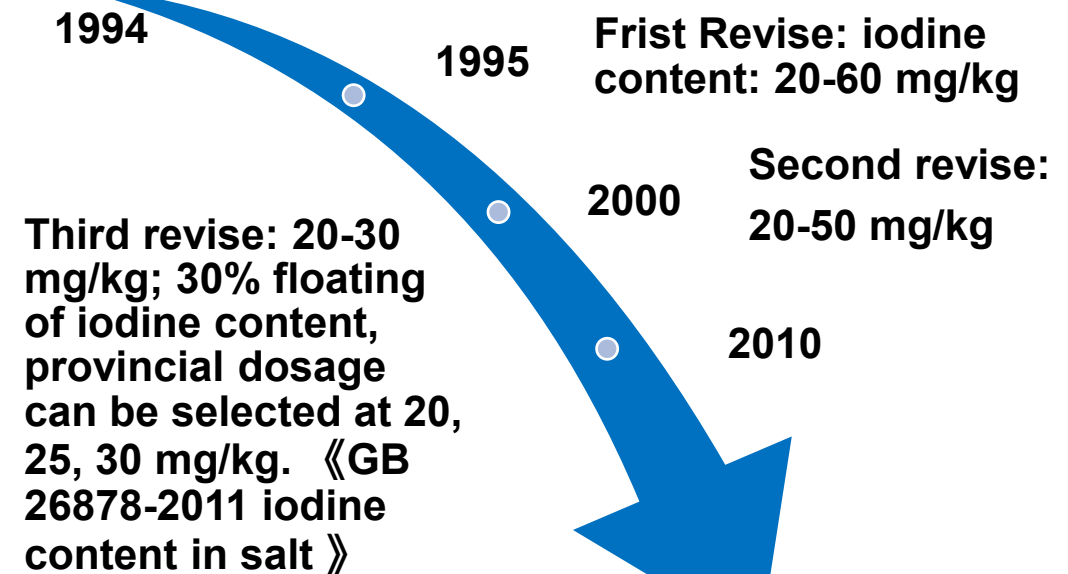 1994
1995
Frist Revise: iodine
content: 20-60 mg/kg
2000
Second revise:
20-50 mg/kg
2010
Third revise: 20-30
mg/kg; 30% floating
of iodine content,
provincial dosage
can be selected at 20,
25, 30 mg/kg. 《GB
26878-2011 iodine
content in salt 》